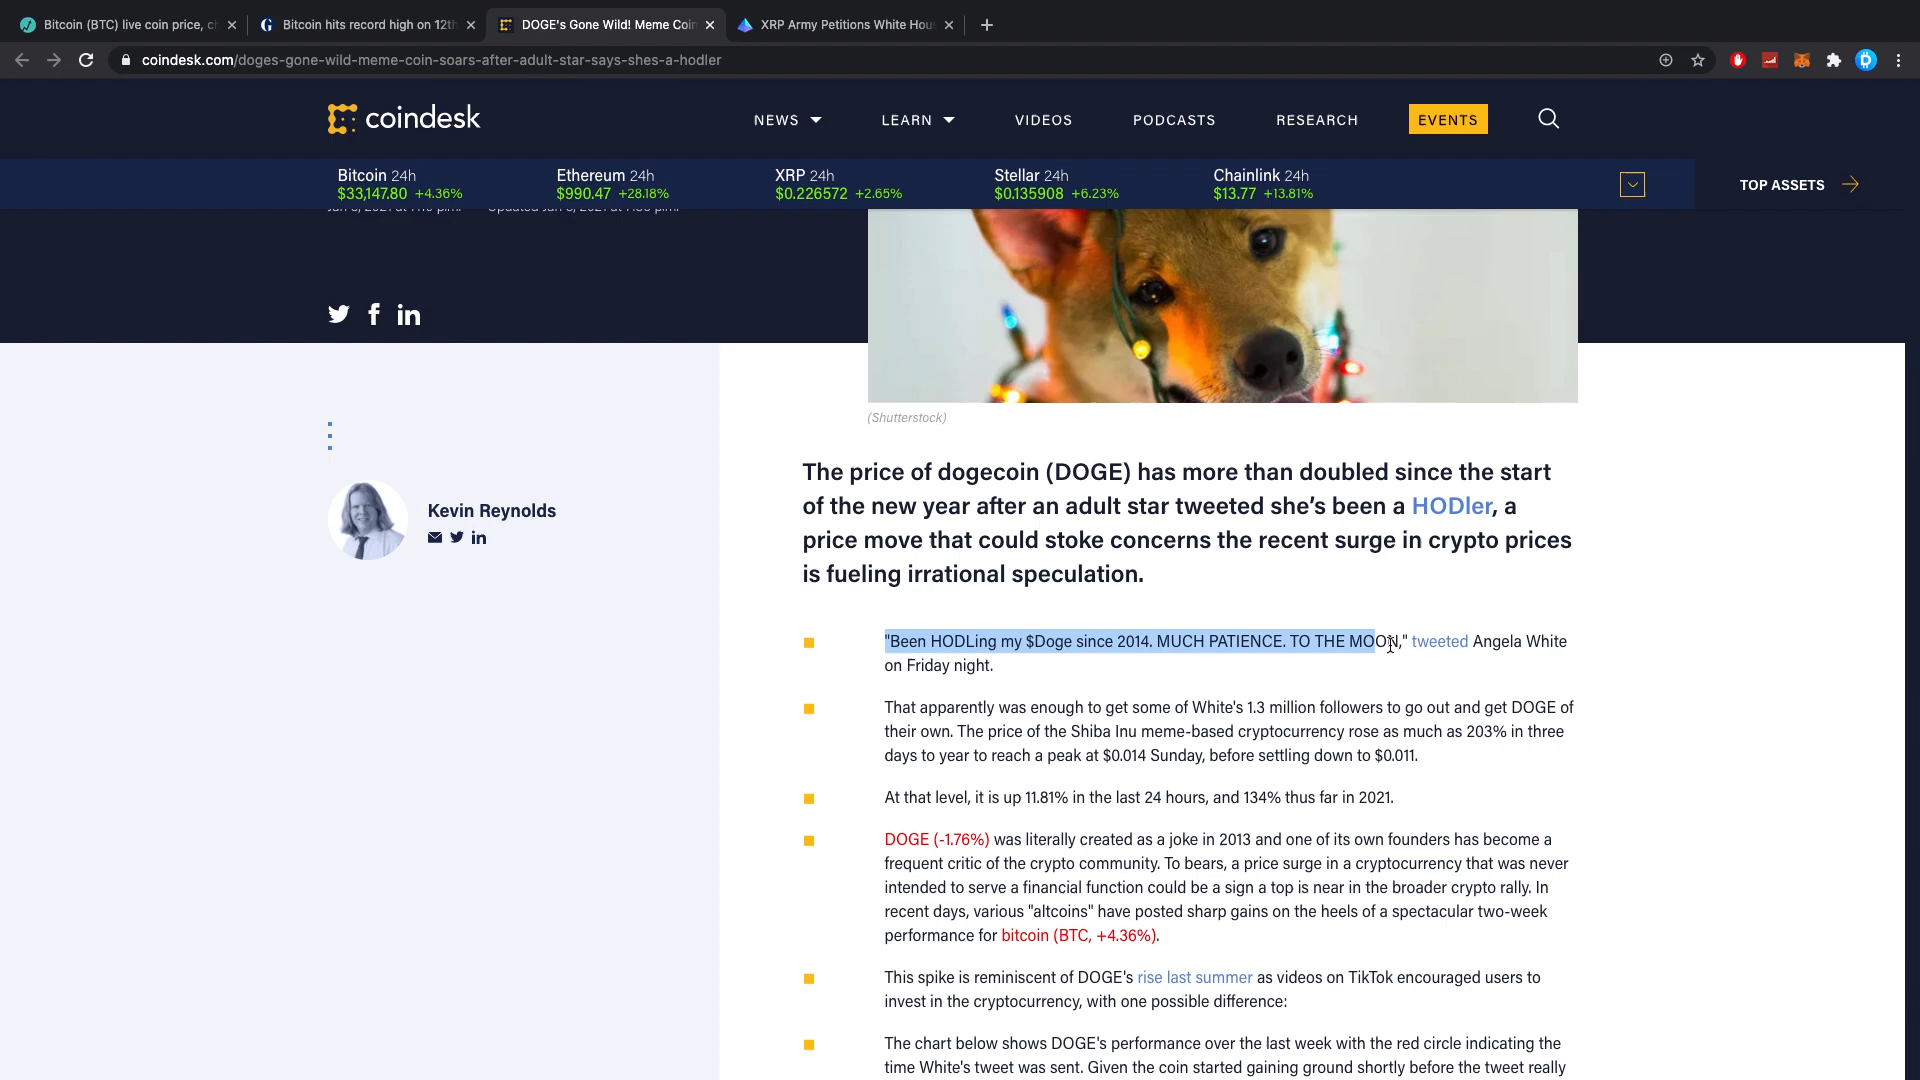 Bitcoin (BTC) live coin price, c
Bitcoin hits record high on 12th
DOGE's Gone Wild! Meme Coin
XRP Army Petitions White Hou
coindesk.com/doges-gone-wild-meme-coin-soars-after-adult-star-says-shes-a-hodler
coindesk
NEWS
LEARN
VIDEOS
PODCASTS
RESEARCH
EVENTS
Bitcoin 24h
$33,147.80 +4.36%
Ethereum 24h
$990.47 +28.18%
XRP 24h
$0.226572 +2.65%
Stellar 24h
$0.135908 +6.23%
Chainlink 24h
$13.77 +13.81%
TOP ASSETS
(Shutterstock)
Kevin Reynolds
The price of dogecoin (DOGE) has more than doubled since the start
of the new year after an adult star tweeted she's been a HODler, a
price move that could stoke concerns the recent surge in crypto prices
is fueling irrational speculation.
"Been HODLing my $Doge since 2014. MUCH PATIENCE. TO THE MOON," tweeted Angela White
on Friday night.
That apparently was enough to get some of White's 1.3 million followers to go out and get DOGE of
their own. The price of the Shiba Inu meme-based cryptocurrency rose as much as 203% in three
days to year to reach a peak at $0.014 Sunday, before settling down to $0.011.
At that level, it is up 11.81% in the last 24 hours, and 134% thus far in 2021.
DOGE (-1.76%) was literally created as a joke in 2013 and one of its own founders has become a
frequent critic of the crypto community. To bears, a price surge in a cryptocurrency that was never
intended to serve a financial function could be a sign a top is near in the broader crypto rally. In
recent days, various "altcoins" have posted sharp gains on the heels of a spectacular two-week
performance for bitcoin (BTC, +4.36%).
This spike is reminiscent of DOGE's rise last summer as videos on TikTok encouraged users to
invest in the cryptocurrency, with one possible difference:
The chart below shows DOGE's performance over the last week with the red circle indicating the
time White's tweet was sent. Given the coin started gaining ground shortly before the tweet really